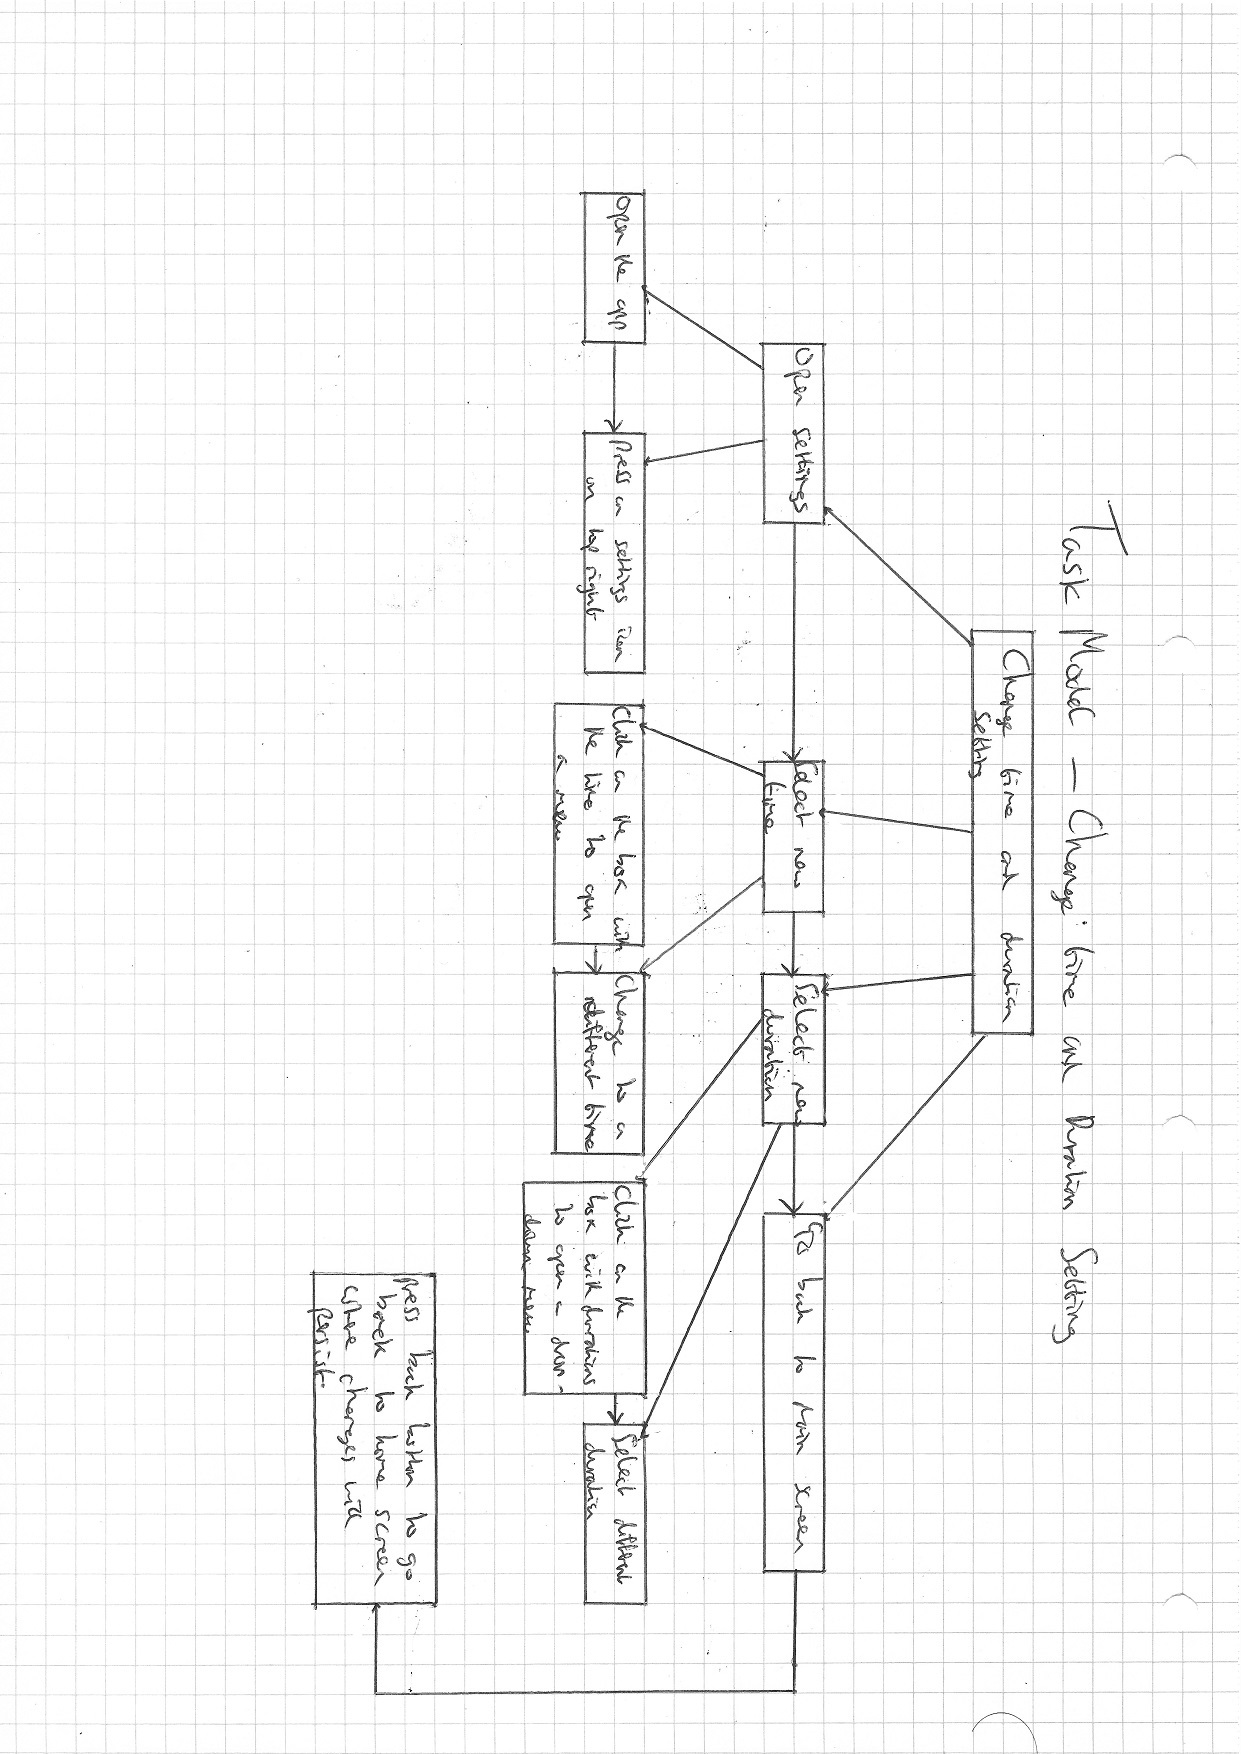 Task Model – Change time and Duration Setting
Change time and duration
Setting
Open settings
Select new
time
Select new
duration
Go back to main screen
Open the app
Press on settings icon
on top right
Click on the box with
the time to open
a menu
Change to a
different time
Click on the
box with durations
to open a drop-
down menu
Select different
duration
Press back button to go
back to home screen
where changes will
persist.